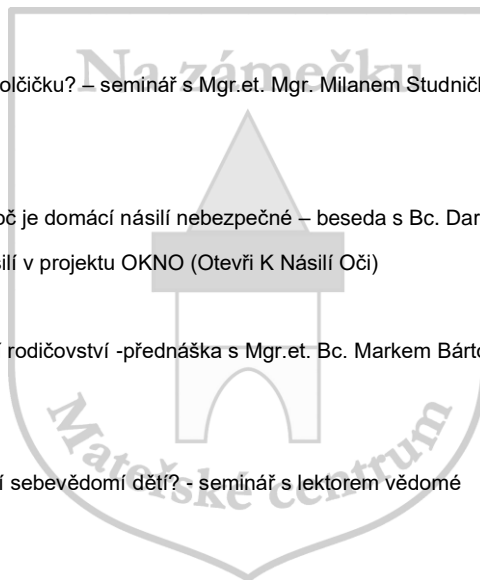 Na zámečku
olčičku? – seminář s Mgr.et. Mgr. Milanem Studničk
oč je domácí násilí nebezpečné – beseda s Bc. Dar
silí v projektu OKNO (Otevři K Násilí Oči)
í rodičovství -přednáška s Mgr.et. Bc. Markem Bárto
í sebevědomí dětí? - seminář s lektorem vědomé
Mateřské centrum